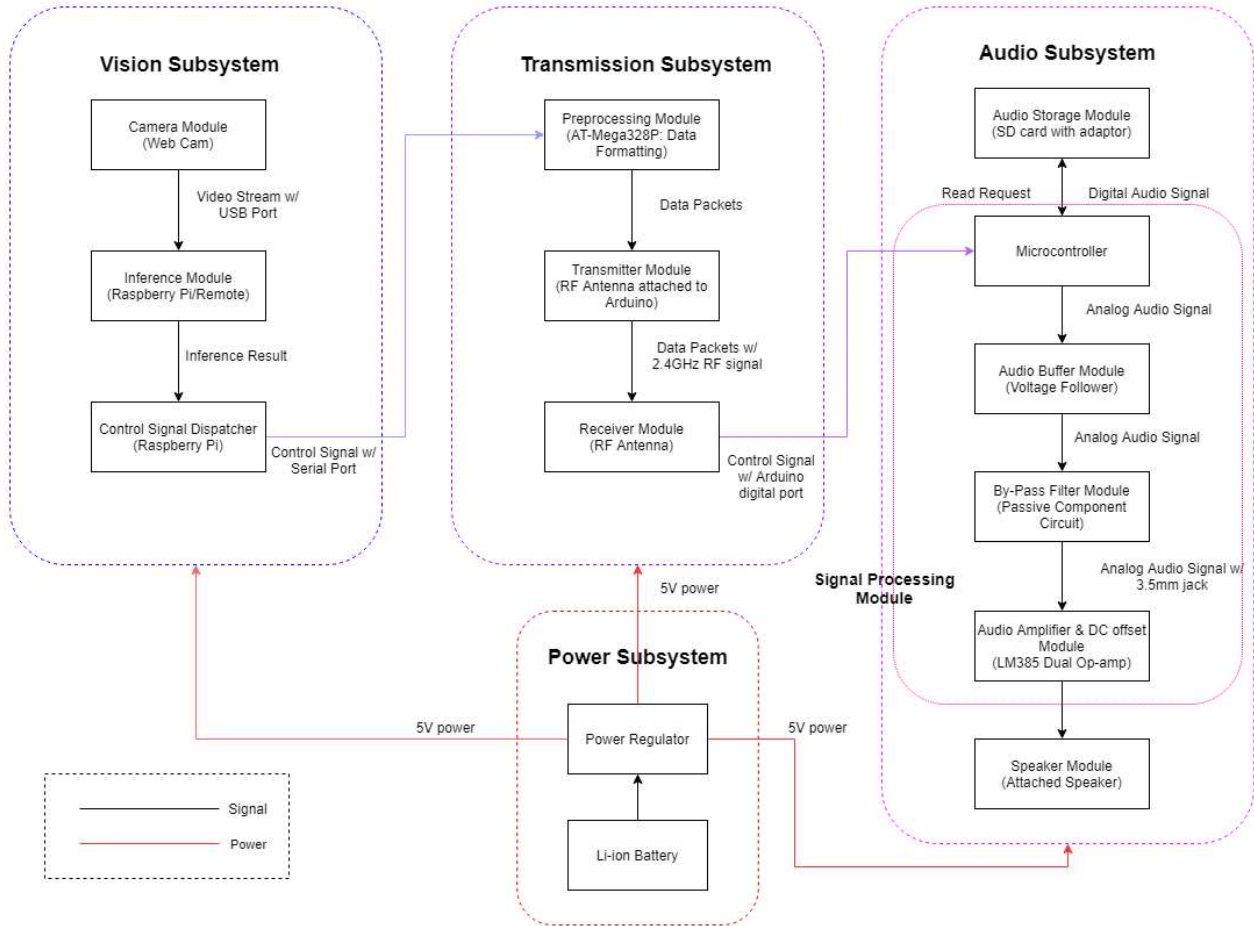 Vision Subsystem
Camera Module
(Web Cam)
Video Stream w/
USB Port
Inference Module
(Raspberry Pi/Remote)
Inference Result
Control Signal Dispatcher
(Raspberry Pi)
Control Signal w/
Serial Port
Transmission Subsystem
Preprocessing Module
(AT-Mega328P: Data
Formatting)
Data Packets
Transmitter Module
(RF Antenna attached to
Arduino)
Data Packets w/
2.4GHz RF signal
Receiver Module
(RF Antenna)
Control Signal
w/ Arduino
digital port
Audio Subsystem
Audio Storage Module
(SD card with adaptor)
Read Request
Digital Audio Signal
Microcontroller
Analog Audio Signal
Audio Buffer Module
(Voltage Follower)
Analog Audio Signal
By-Pass Filter Module
(Passive Component
Circuit)
Analog Audio Signal w/
3.5mm jack
Signal Processing
Module
Audio Amplifier & DC offset
Module
(LM385 Dual Op-amp)
Speaker Module
(Attached Speaker)
5V power
Power Subsystem
5V power
Power Regulator
5V power
Li-ion Battery
Signal
Power